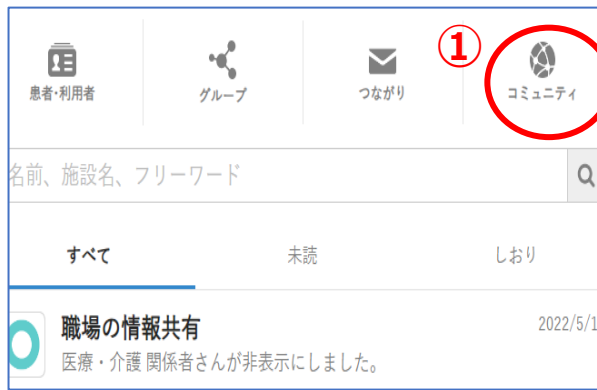 ①
患者・利用者
グループ
つながり
コミュニティ
名前、施設名、フリーワード
すべて
未読
しおり
職場の情報共有
2022/5/1
医療・介護 関係者さんが非表示にしました。